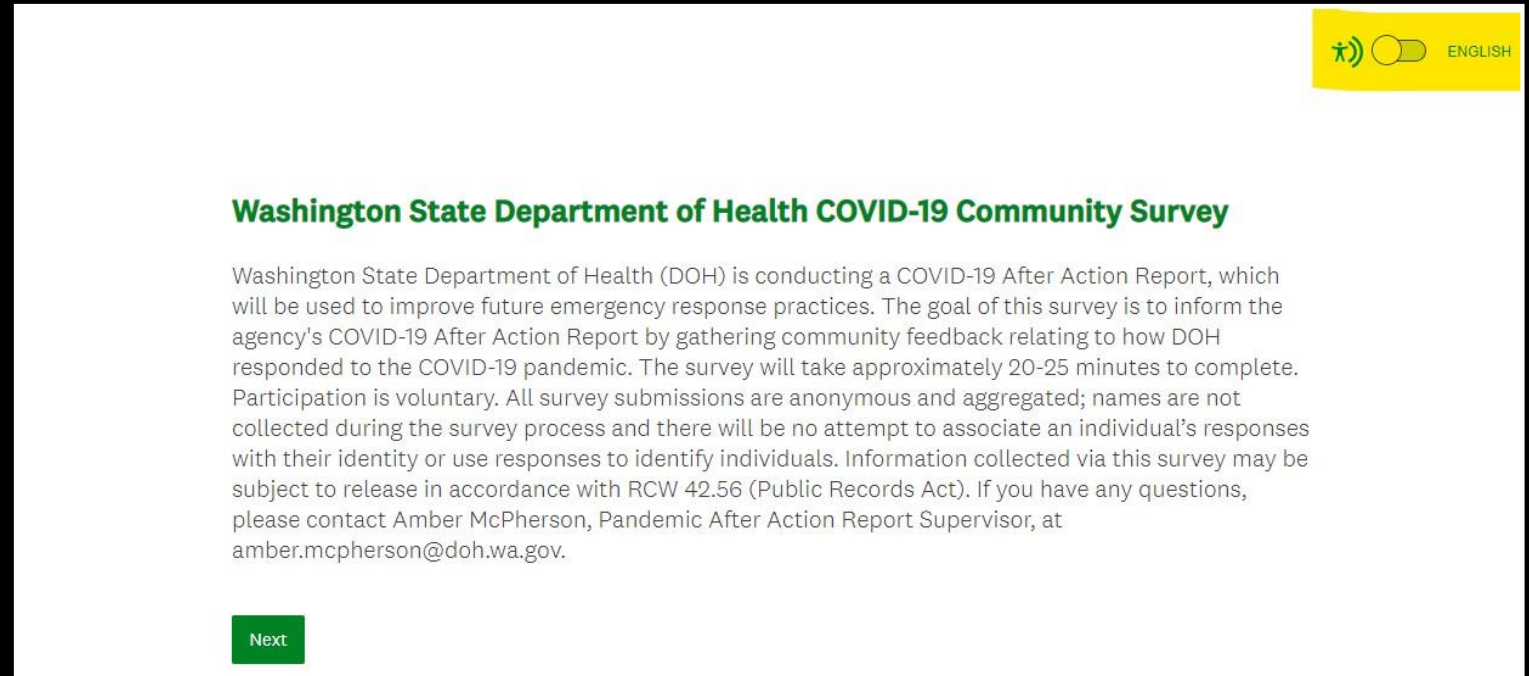 ENGLISH
Washington State Department of Health COVID-19 Community Survey
Washington State Department of Health (DOH) is conducting a COVID-19 After Action Report, which
will be used to improve future emergency response practices. The goal of this survey is to inform the
agency's COVID-19 After Action Report by gathering community feedback relating to how DOH
responded to the COVID-19 pandemic. The survey will take approximately 20-25 minutes to complete.
Participation is voluntary. All survey submissions are anonymous and aggregated; names are not
collected during the survey process and there will be no attempt to associate an individual’s responses
with their identity or use responses to identify individuals. Information collected via this survey may be
subject to release in accordance with RCW 42.56 (Public Records Act). If you have any questions,
please contact Amber McPherson, Pandemic After Action Report Supervisor, at
amber.mcpherson@doh.wa.gov.
Next